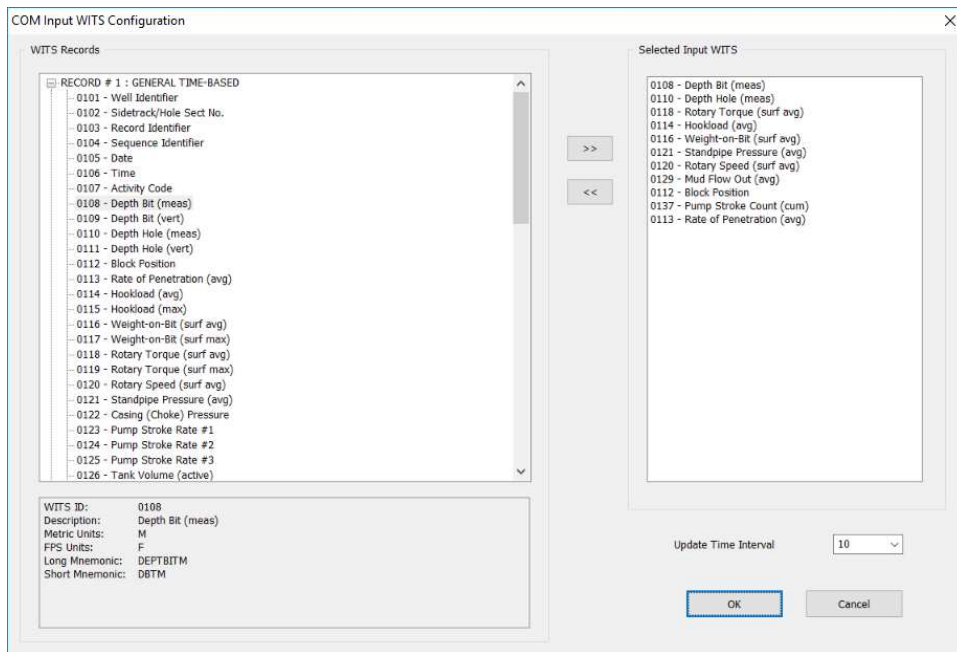 COM Input WITS Configuration
WITS Records
RECORD # 1 : GENERAL TIME-BASED
0101 - Well Identifier
0102 - Sidetrack/Hole Sect No.
0103 - Record Identifier
0104 - Sequence Identifier
0105 - Date
0106 - Time
0107 - Activity Code
0108 - Depth Bit (meas)
0109 - Depth Bit (vert)
0110 - Depth Hole (meas)
0111 - Depth Hole (vert)
0112 - Block Position
0113 - Rate of Penetration (avg)
0114 - Hookload (avg)
0115 - Hookload (max)
0116 - Weight-on-Bit (surf avg)
0117 - Weight-on-Bit (surf max)
0118 - Rotary Torque (surf avg)
0119 - Rotary Torque (surf max)
0120 - Rotary Speed (surf avg)
0121 - Standpipe Pressure (avg)
0122 - Casing (Choke) Pressure
0123 - Pump Stroke Rate #1
0124 - Pump Stroke Rate #2
0125 - Pump Stroke Rate #3
0126 - Tank Volume (active)
WITS ID: 0108
Description: Depth Bit (meas)
Metric Units: M
FPS Units: F
Long Mnemonic: DEPTBITM
Short Mnemonic: DBTM
>>
<<
Selected Input WITS
0108 - Depth Bit (meas)
0110 - Depth Hole (meas)
0118 - Rotary Torque (surf avg)
0114 - Hookload (avg)
0116 - Weight-on-Bit (surf avg)
0121 - Standpipe Pressure (avg)
0120 - Rotary Speed (surf avg)
0129 - Mud Flow Out (avg)
0112 - Block Position
0137 - Pump Stroke Count (cum)
0113 - Rate of Penetration (avg)
Update Time Interval 10
OK Cancel